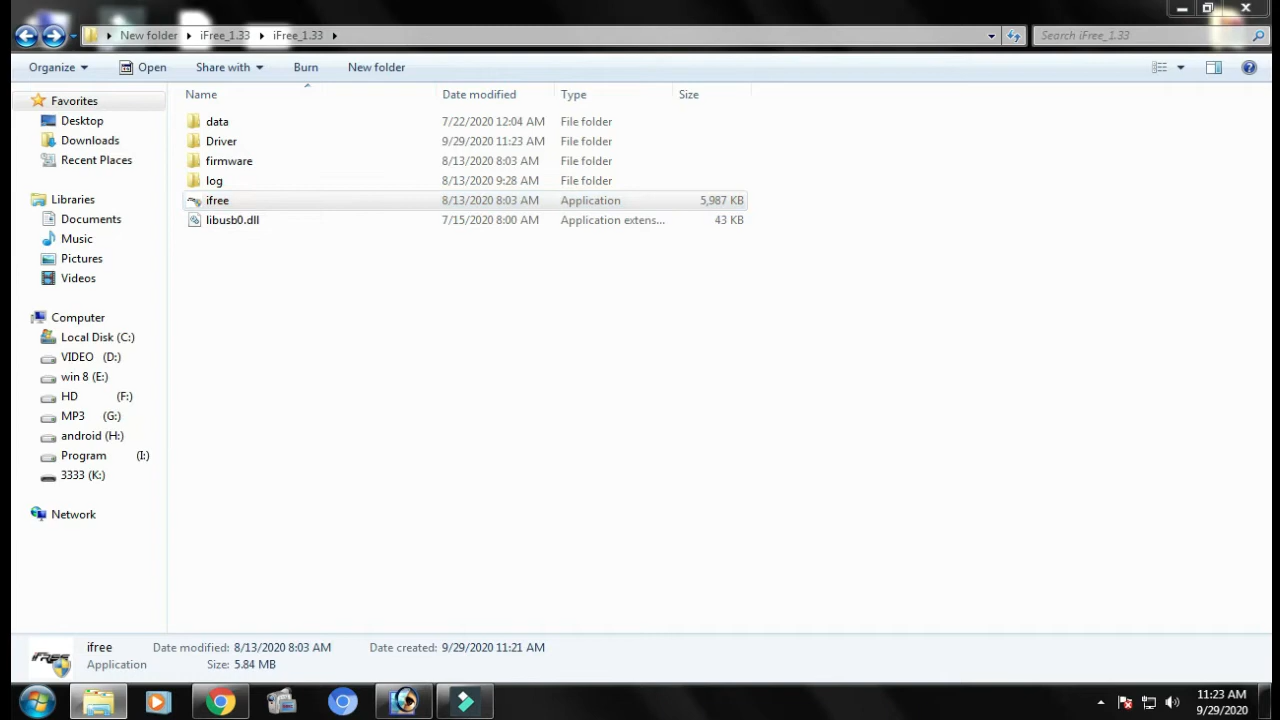 New folder iFree_1.33 iFree_1.33 Search iFree_1.33
Organize Open Share with Burn New folder
Name Date modified Type Size
Favorites
Desktop
Downloads
Recent Places
Libraries
Documents
Music
Pictures
Videos
Computer
Local Disk (C:)
VIDEO (D:)
win 8 (E:)
HD (F:)
MP3 (G:)
android (H:)
Program (I:)
3333 (K:)
Network
data 7/22/2020 12:04 AM File folder
Driver 9/29/2020 11:23 AM File folder
firmware 8/13/2020 8:03 AM File folder
log 8/13/2020 9:28 AM File folder
ifree 8/13/2020 8:03 AM Application 5,987 KB
libusb0.dll 7/15/2020 8:00 AM Application extens... 43 KB
iFREE
ifree Date modified: 8/13/2020 8:03 AM Date created: 9/29/2020 11:21 AM
Application Size: 5.84 MB
11:23 AM
9/29/2020